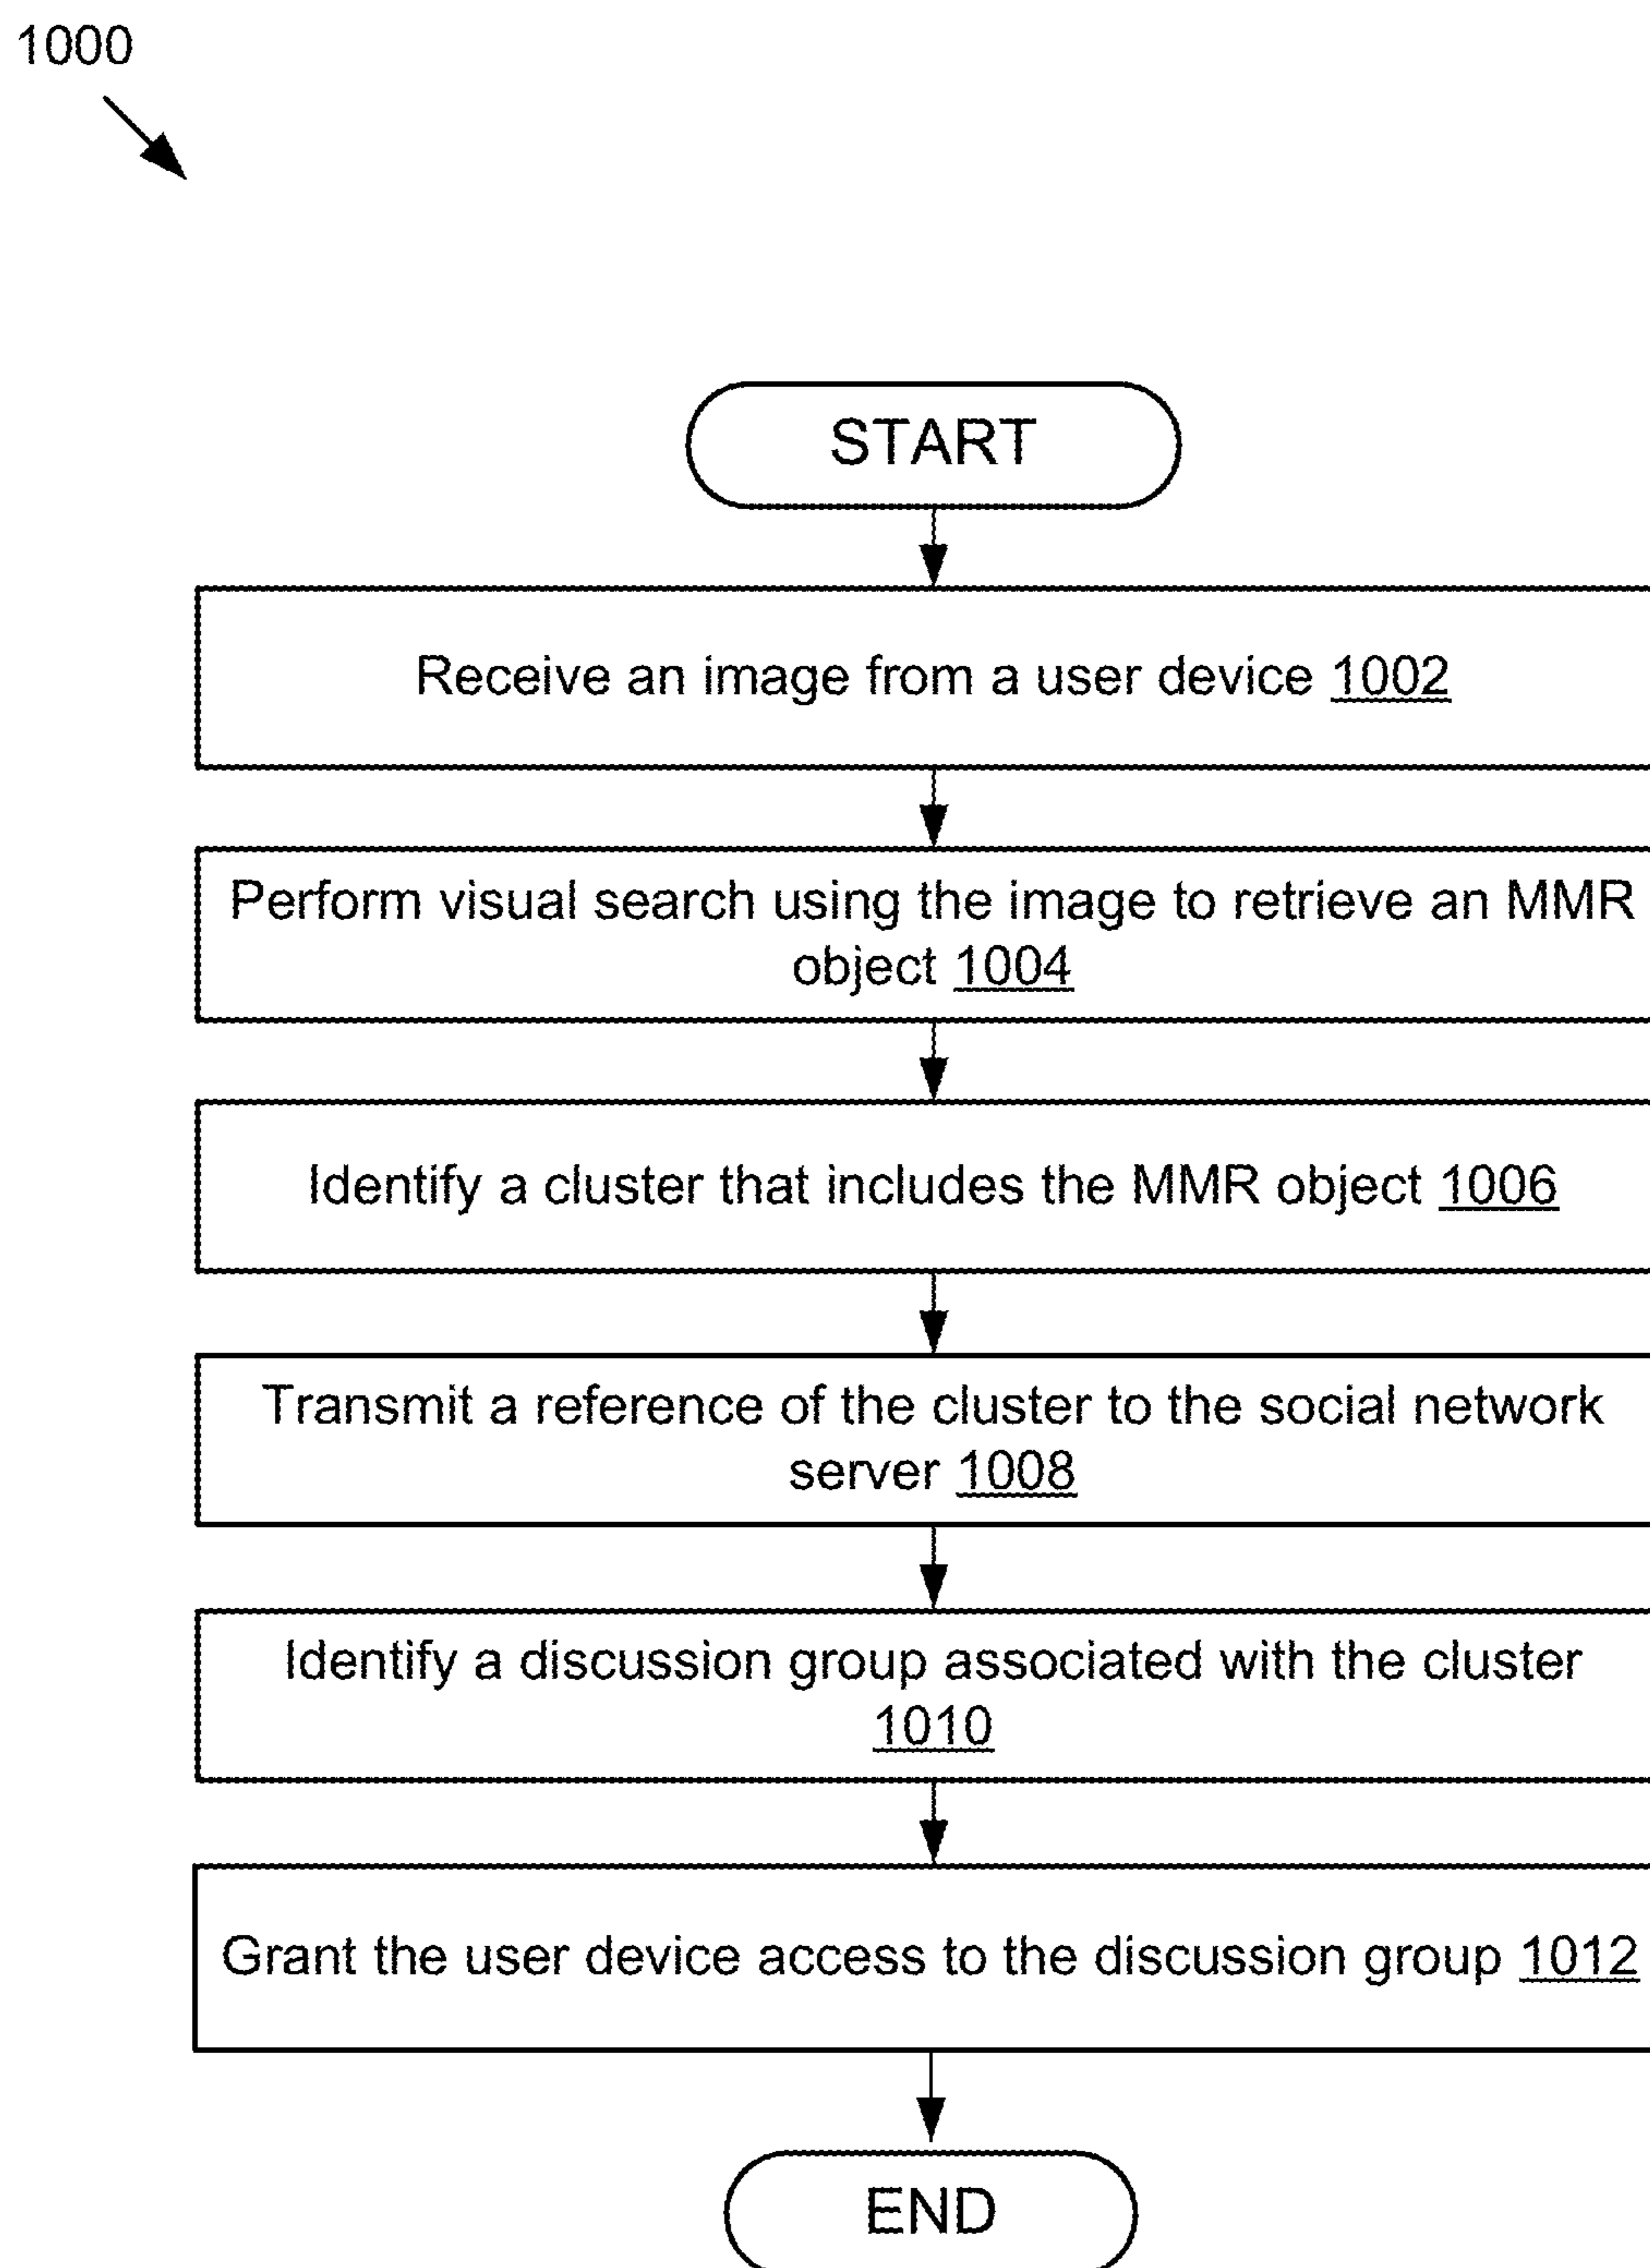 1000
START
Receive an image from a user device 1002
Perform visual search using the image to retrieve an MMR
object 1004
Identify a cluster that includes the MMR object 1006
Transmit a reference of the cluster to the social network
server 1008
Identify a discussion group associated with the cluster
1010
Grant the user device access to the discussion group 1012
END